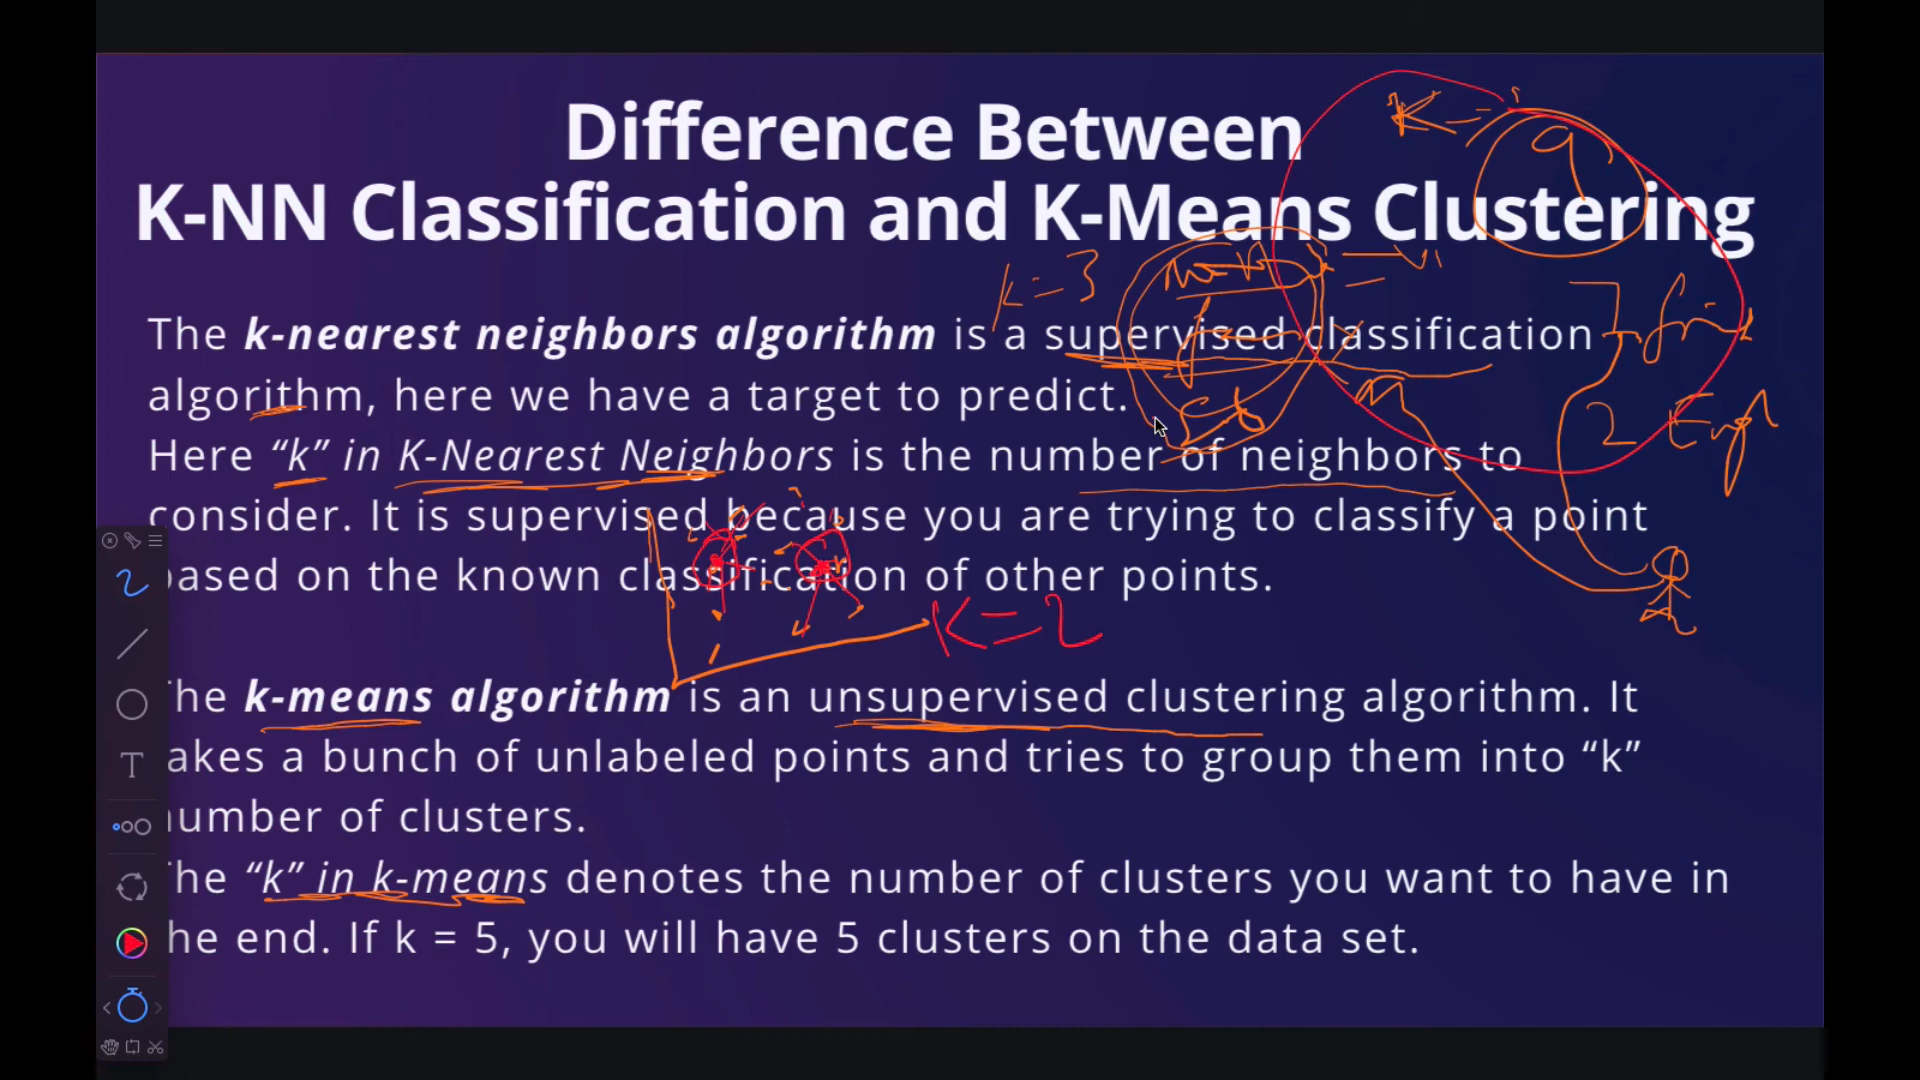 Difference Between
K-NN Classification and K-Means Clustering
K =
9
K = 3
The k-nearest neighbors algorithm is a supervised classification
algorithm, here we have a target to predict.
2 Engl
Here “k” in K-Nearest Neighbors is the number of neighbors to
consider. It is supervised because you are trying to classify a point
based on the known classification of other points.
K=2
The k-means algorithm is an unsupervised clustering algorithm. It
takes a bunch of unlabeled points and tries to group them into “k”
number of clusters.
The “k” in k-means denotes the number of clusters you want to have in
the end. If k = 5, you will have 5 clusters on the data set.
T